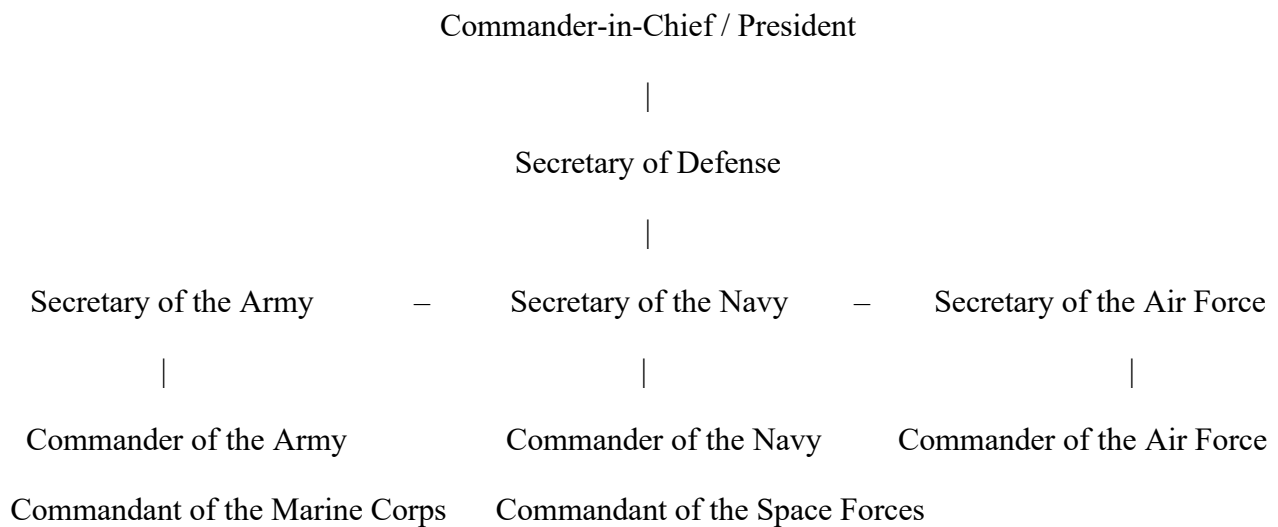 Commander-in-Chief / President
|
Secretary of Defense
|
Secretary of the Army – Secretary of the Navy – Secretary of the Air Force
| | |
Commander of the Army Commander of the Navy Commander of the Air Force
Commandant of the Marine Corps Commandant of the Space Forces